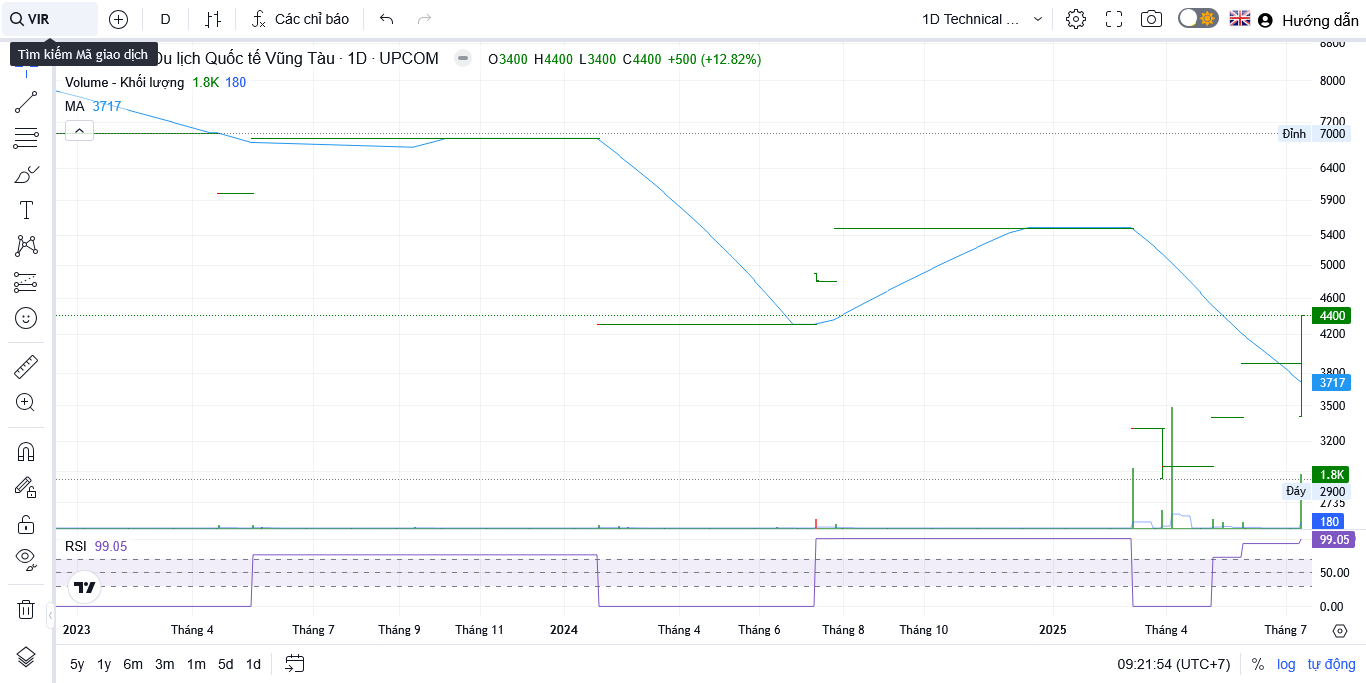 VIR
D
Các chỉ báo
1D Technical ...
Hướng dẫn
Tìm kiếm Mã giao dịch
Du lịch Quốc tế Vũng Tàu · 1D · UPCOM
O3400 H4400 L3400 C4400 +500 (+12.82%)
Volume - Khối lượng 1.8K 180
MA 3717
8800
8000
7200
Đỉnh 7000
6400
5900
5400
5000
4600
4400
4200
3800
3717
3500
3200
1.8K
Đáy 2900
2735
180
RSI 99.05
99.05
50.00
0.00
2023 Tháng 4 Tháng 7 Tháng 9 Tháng 11 2024 Tháng 4 Tháng 6 Tháng 8 Tháng 10 2025 Tháng 4 Tháng 7
5y 1y 6m 3m 1m 5d 1d
09:21:54 (UTC+7) % log tự động